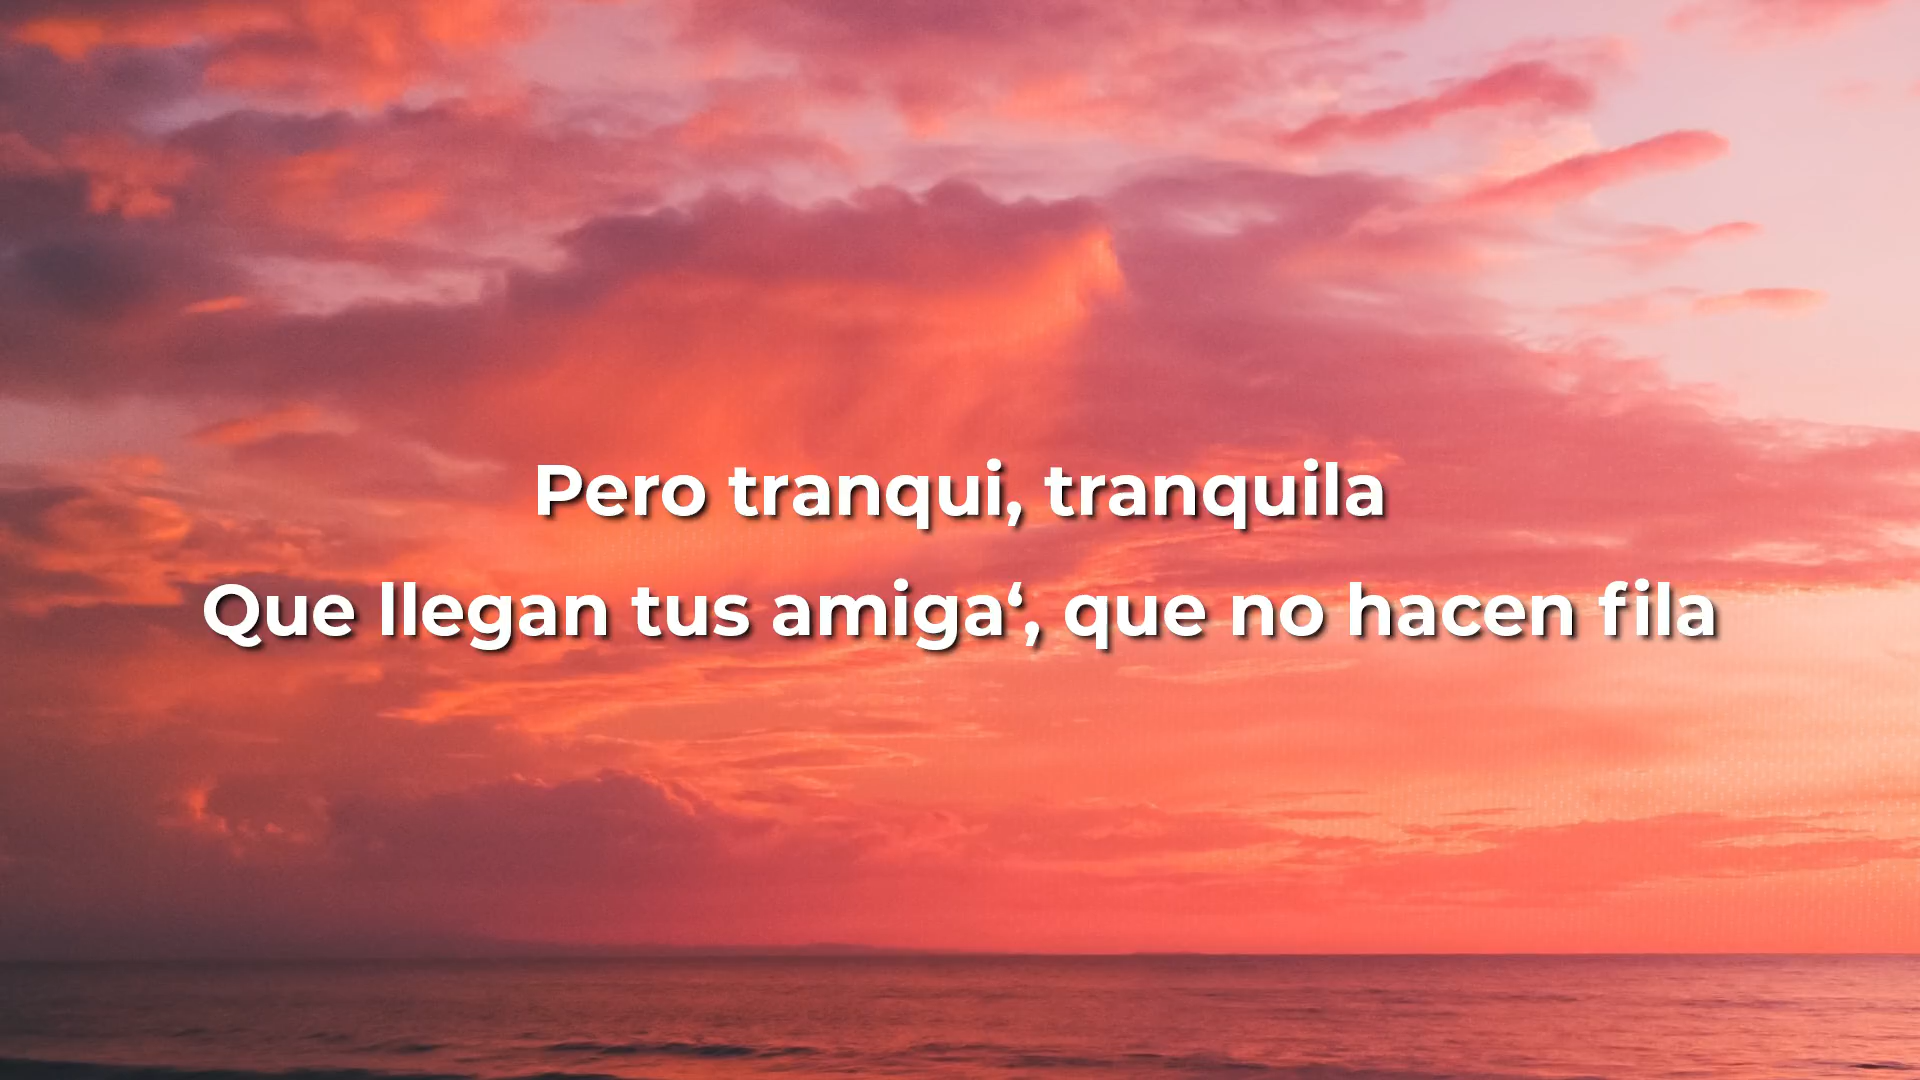 Pero tranqui, tranquila
Que llegan tus amiga‘, que no hacen fila